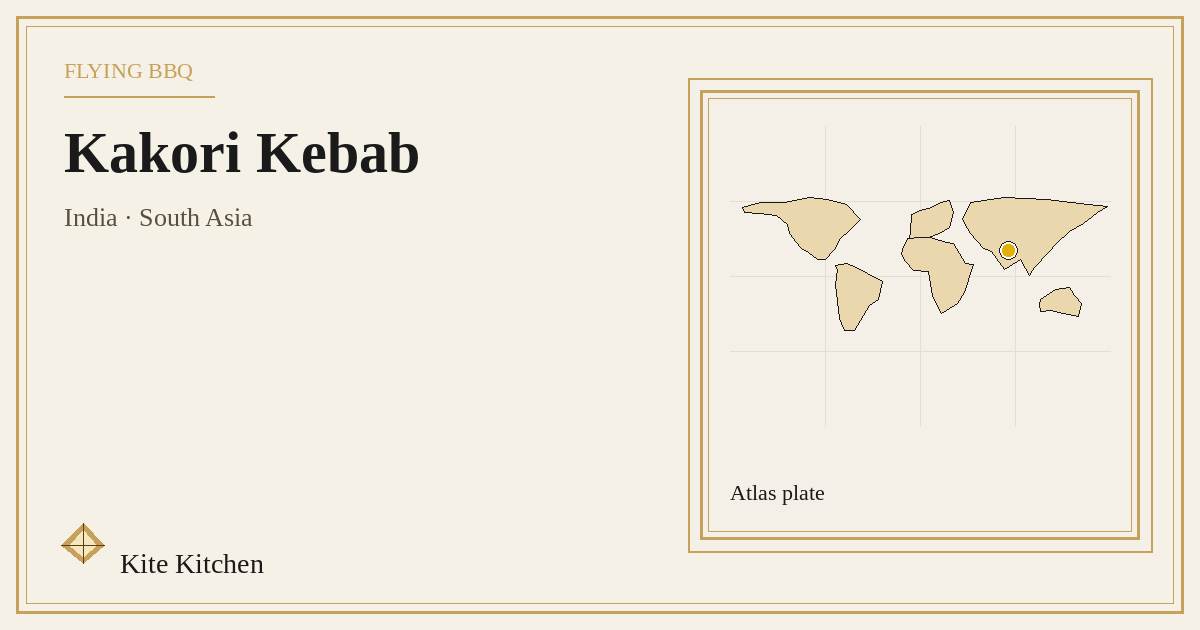 FLYING BBQ
Kakori Kebab
India · South Asia
Atlas plate
Kite Kitchen